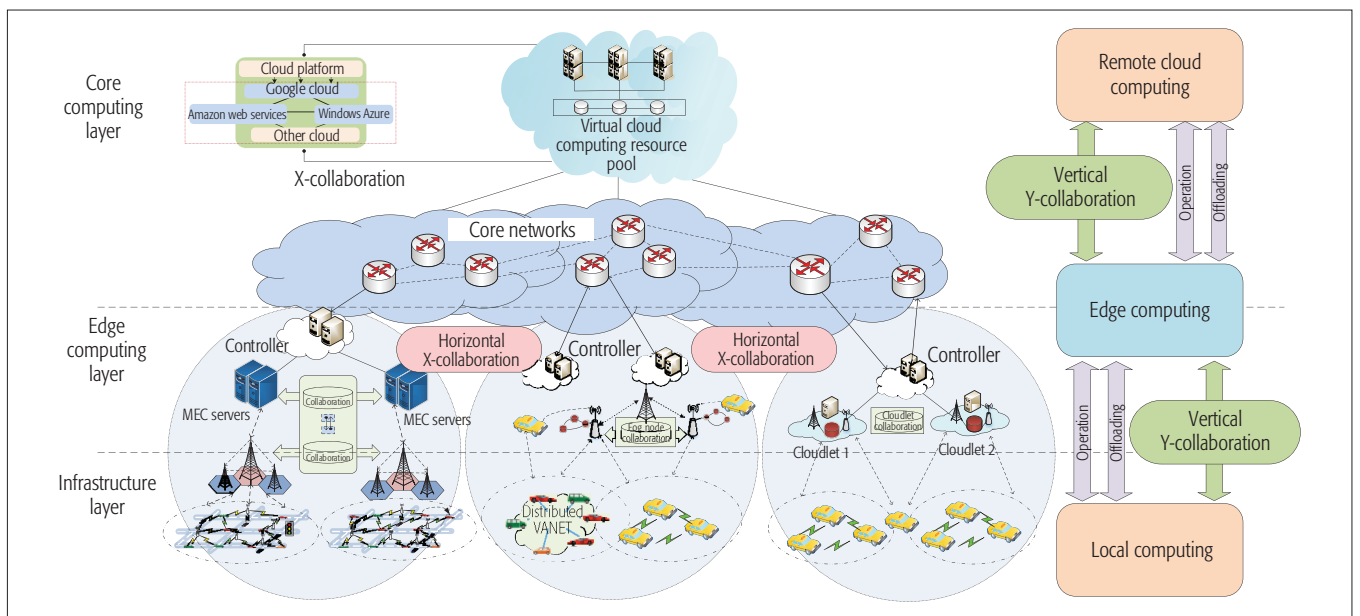 Core
computing
layer
Cloud platform
Google cloud
Amazon web services
Windows Azure
Other cloud
X-collaboration
Virtual cloud
computing resource
pool
Core networks
Edge
computing
layer
Controller
MEC servers
MEC servers
Collaboration
Collaboration
Horizontal
X-collaboration
Controller
Fog node
collaboration
Horizontal
X-collaboration
Controller
Cloudlet
collaboration
Cloudlet 1
Cloudlet 2
Infrastructure
layer
Distributed
VANET
Remote cloud
computing
Vertical
Y-collaboration
Operation
Offloading
Edge computing
Operation
Offloading
Vertical
Y-collaboration
Local computing